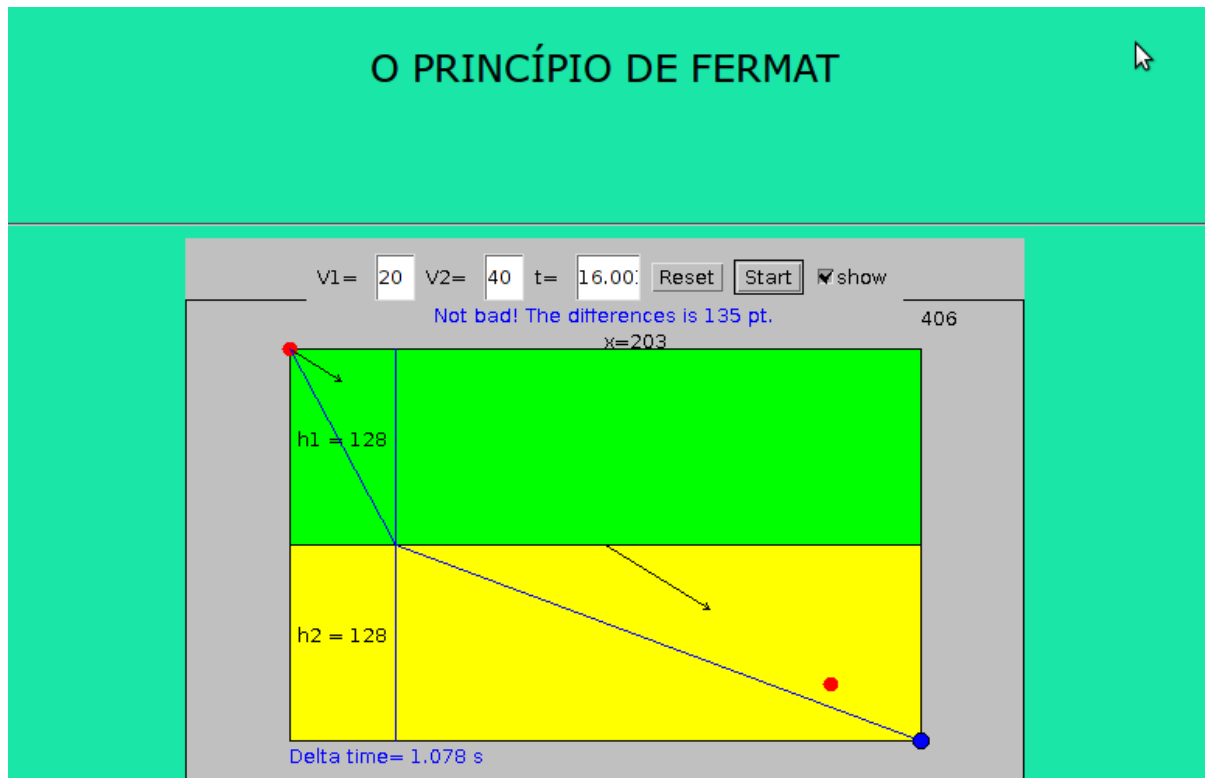 O PRINCÍPIO DE FERMAT
V1= 20 V2= 40 t= 16.00 Reset Start show
Not bad! The differences is 135 pt.
406
x=203
h1 = 128
h2 = 128
Delta time= 1.078 s